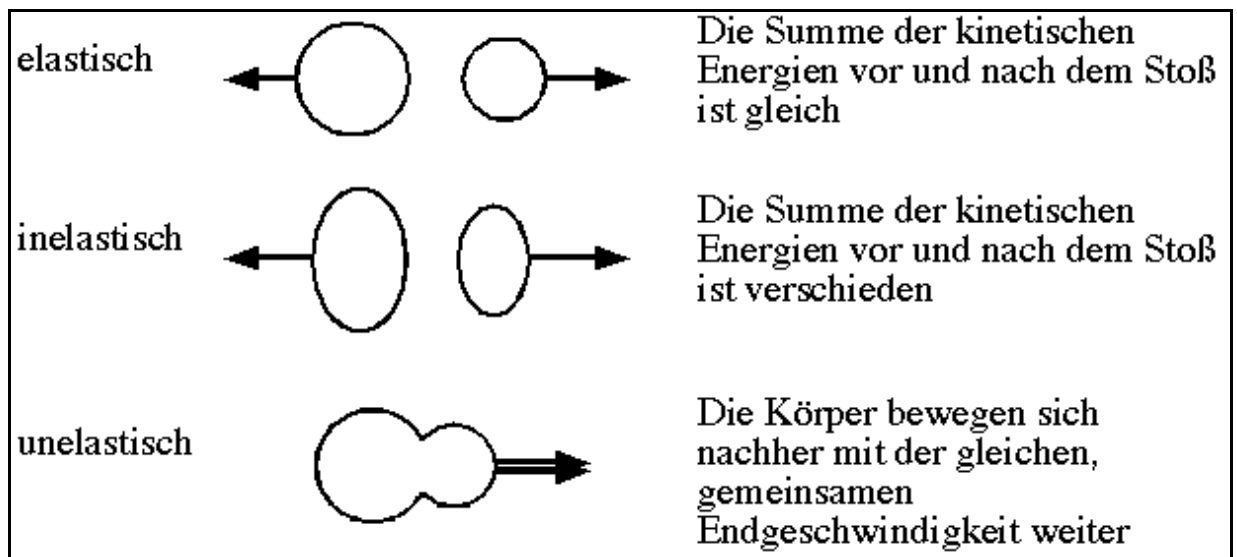 elastisch
Die Summe der kinetischen
Energien vor und nach dem Stoß
ist gleich
inelastisch
Die Summe der kinetischen
Energien vor und nach dem Stoß
ist verschieden
unelastisch
Die Körper bewegen sich
nachher mit der gleichen,
gemeinsamen
Endgeschwindigkeit weiter